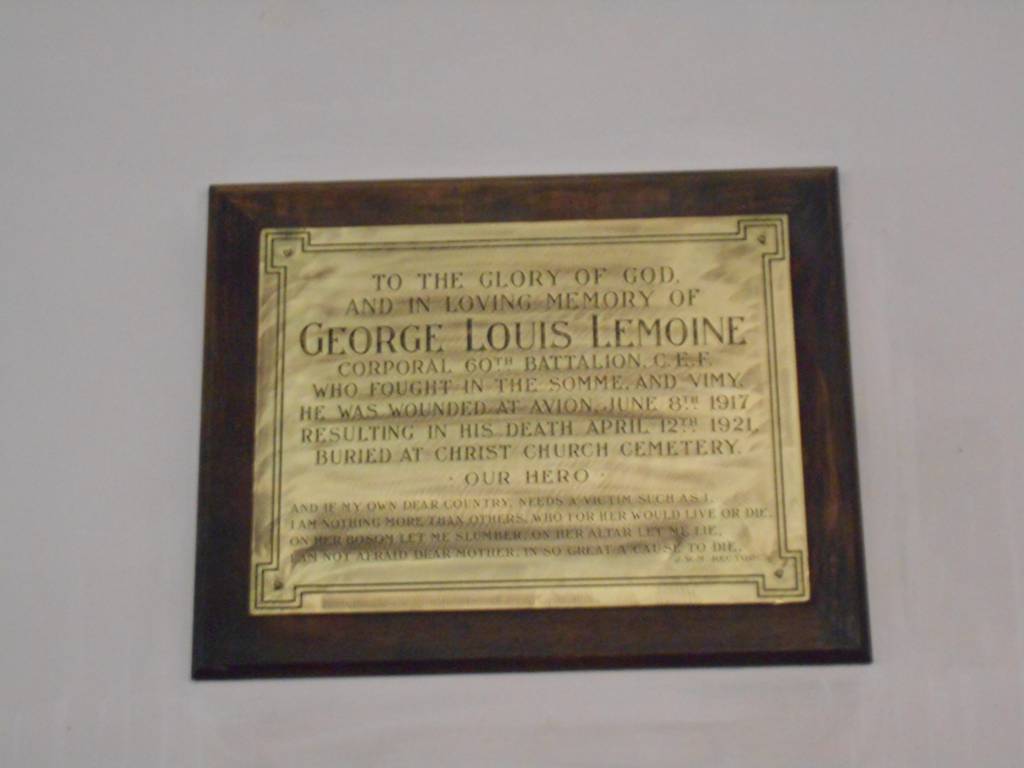 TO THE GLORY OF GOD,
AND IN LOVING MEMORY OF
GEORGE LOUIS LEMOINE
CORPORAL 60TH BATTALION, C.E.F.
WHO FOUGHT IN THE SOMME, AND VIMY,
HE WAS WOUNDED AT AVION, JUNE 8TH 1917
RESULTING IN HIS DEATH APRIL 12TH 1921,
BURIED AT CHRIST CHURCH CEMETERY.
· OUR HERO ·
AND IF MY OWN DEAR COUNTRY, NEEDS A VICTIM SUCH AS I,
I AM NOTHING MORE THAN OTHERS, WHO FOR HER WOULD LIVE OR DIE,
ON HER BOSOM LET ME SLUMBER, ON HER ALTAR LET ME LIE,
I AM NOT AFRAID DEAR MOTHER, IN SO GREAT A CAUSE TO DIE.